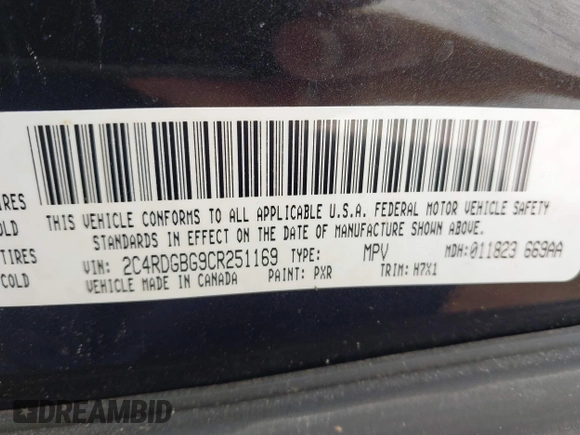 IRES
OLD
TIRES
COLD
THIS VEHICLE CONFORMS TO ALL APPLICABLE U.S.A. FEDERAL MOTOR VEHICLE SAFETY
STANDARDS IN EFFECT ON THE DATE OF MANUFACTURE SHOWN ABOVE.
VIN: 2C4RDGBG9CR251169 TYPE: MPV MDH:011823 669AA
VEHICLE MADE IN CANADA PAINT: PXR TRIM: H7X1
DREAMBID